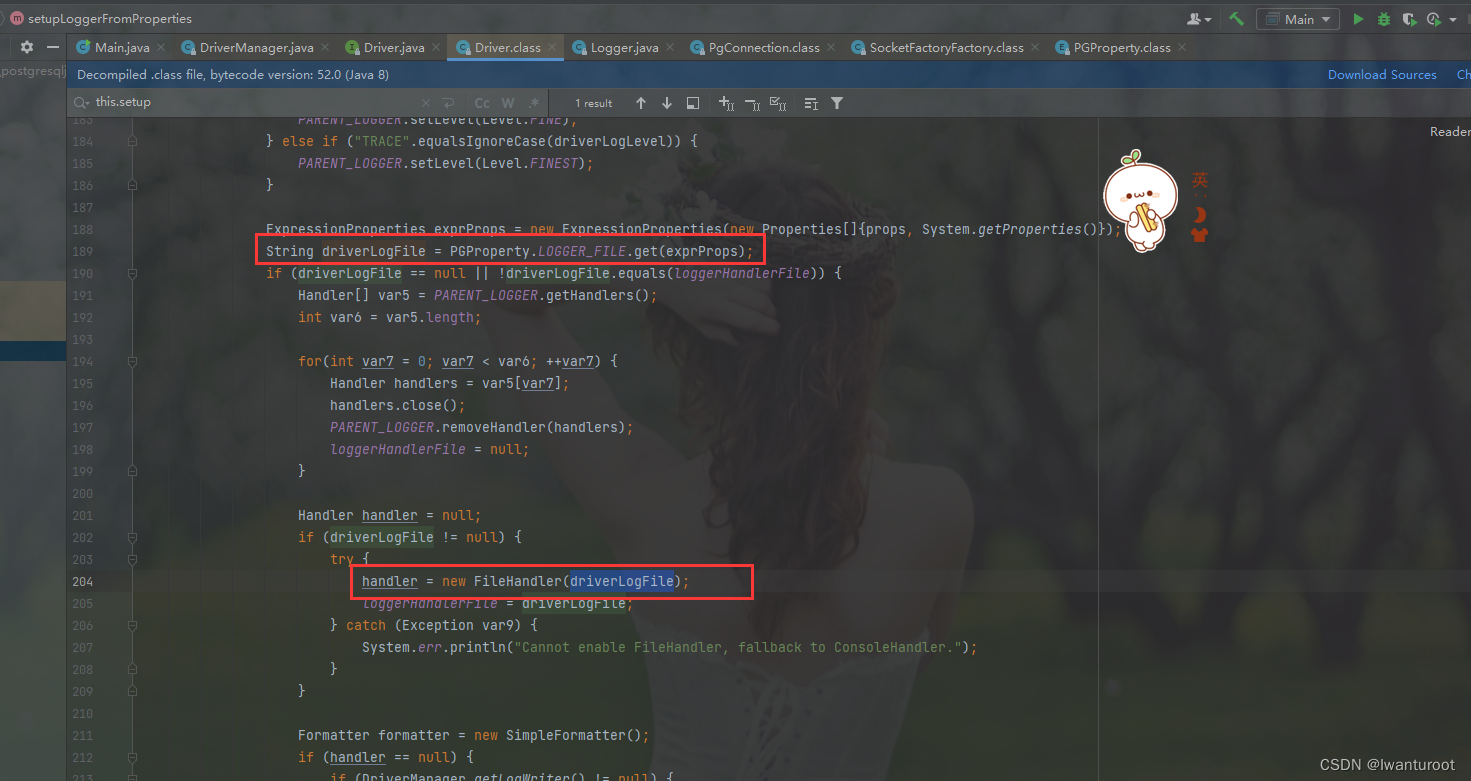 setupLoggerFromProperties
Main
Main.java
DriverManager.java
Driver.java
Driver.class
Logger.java
PgConnection.class
SocketFactoryFactory.class
PGProperty.class
postgresqlj
Decompiled .class file, bytecode version: 52.0 (Java 8)
Download Sources
Ch
this.setup
Cc
W
.*
1 result
Reader
183 PARENT_LOGGER.setLevel(Level.FINE);
184 } else if ("TRACE".equalsIgnoreCase(driverLogLevel)) {
185 PARENT_LOGGER.setLevel(Level.FINEST);
186 }
187
188 ExpressionProperties exprProps = new ExpressionProperties(new Properties[]{props, System.getProperties()});
189 String driverLogFile = PGProperty.LOGGER_FILE.get(exprProps);
190 if (driverLogFile == null || !driverLogFile.equals(loggerHandlerFile)) {
191 Handler[] var5 = PARENT_LOGGER.getHandlers();
192 int var6 = var5.length;
193
194 for(int var7 = 0; var7 < var6; ++var7) {
195 Handler handlers = var5[var7];
196 handlers.close();
197 PARENT_LOGGER.removeHandler(handlers);
198 loggerHandlerFile = null;
199 }
200
201 Handler handler = null;
202 if (driverLogFile != null) {
203 try {
204 handler = new FileHandler(driverLogFile);
205 loggerHandlerFile = driverLogFile;
206 } catch (Exception var9) {
207 System.err.println("Cannot enable FileHandler, fallback to ConsoleHandler.");
208 }
209 }
210
211 Formatter formatter = new SimpleFormatter();
212 if (handler == null) {
213 if (DriverManager.getLogWriter() != null) {
英
CSDN @Iwanturoot